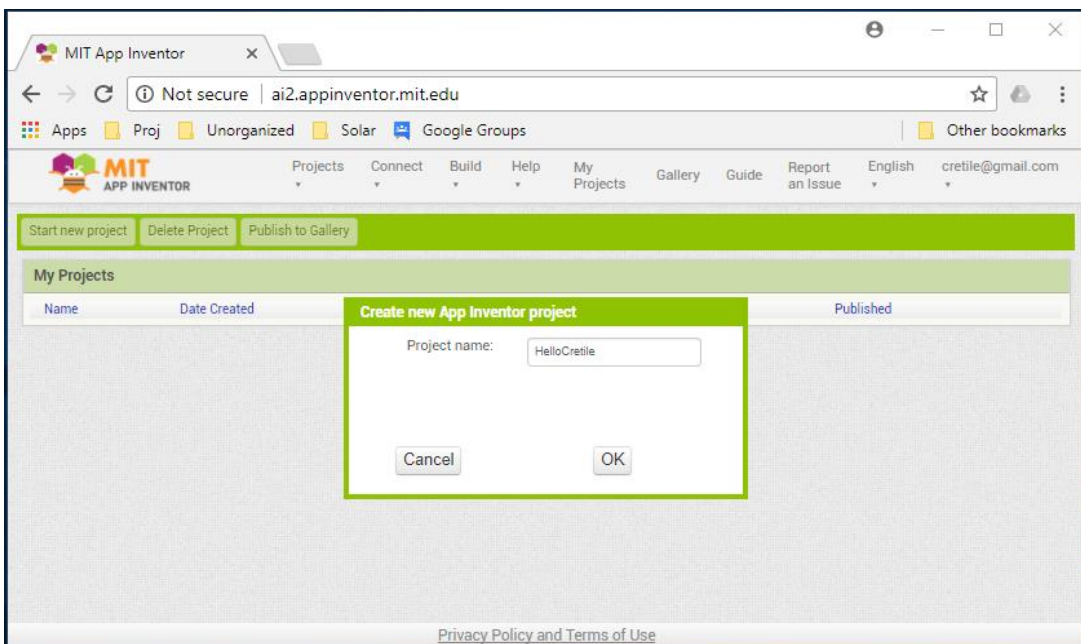 MIT App Inventor
Not secure | ai2.appinventor.mit.edu
Apps Proj Unorganized Solar Google Groups Other bookmarks
MIT APP INVENTOR Projects Connect Build Help My Projects Gallery Guide Report an Issue English cretile@gmail.com
Start new project Delete Project Publish to Gallery
My Projects
Name Date Created Published
Create new App Inventor project
Project name: HelloCretile
Cancel OK
Privacy Policy and Terms of Use